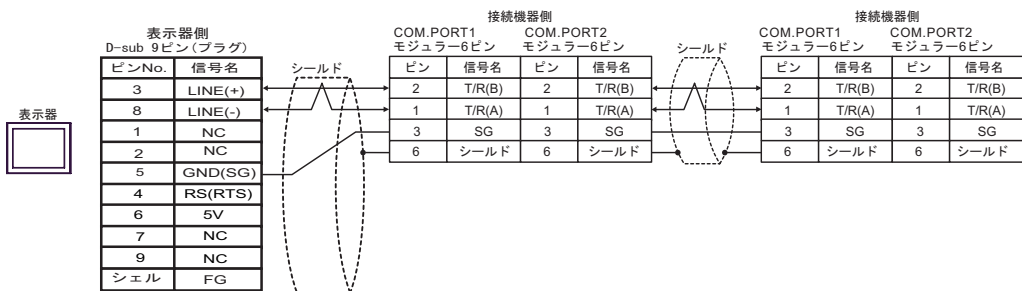 表示器
表示器側
D-sub 9ピン(プラグ)
ピンNo. 信号名
3 LINE(+)
8 LINE(-)
1 NC
2 NC
5 GND(SG)
4 RS(RTS)
6 5V
7 NC
9 NC
シェル FG
シールド
接続機器側
COM.PORT1 COM.PORT2
モジュラー6ピン モジュラー6ピン
ピン 信号名 ピン 信号名
2 T/R(B) 2 T/R(B)
1 T/R(A) 1 T/R(A)
3 SG 3 SG
6 シールド 6 シールド
シールド
接続機器側
COM.PORT1 COM.PORT2
モジュラー6ピン モジュラー6ピン
ピン 信号名 ピン 信号名
2 T/R(B) 2 T/R(B)
1 T/R(A) 1 T/R(A)
3 SG 3 SG
6 シールド 6 シールド